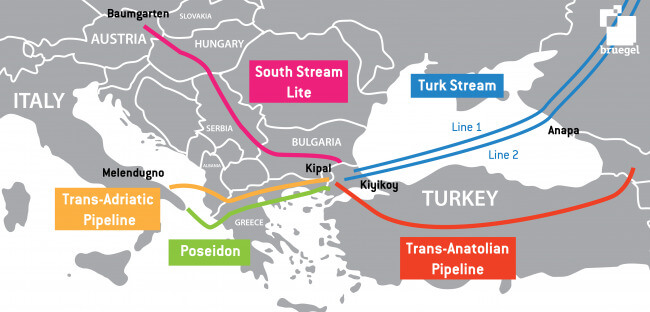 Baumgarten
SLOVAKIA
AUSTRIA
HUNGARY
bruegel
South Stream
Lite
Turk Stream
ITALY
Line 1
Anapa
SERBIA
BULGARIA
Line 2
ALBANIA
Melendugno
Kipal
Kiyikoy
TURKEY
Trans-Adriatic
Pipeline
GREECE
Poseidon
Trans-Anatolian
Pipeline